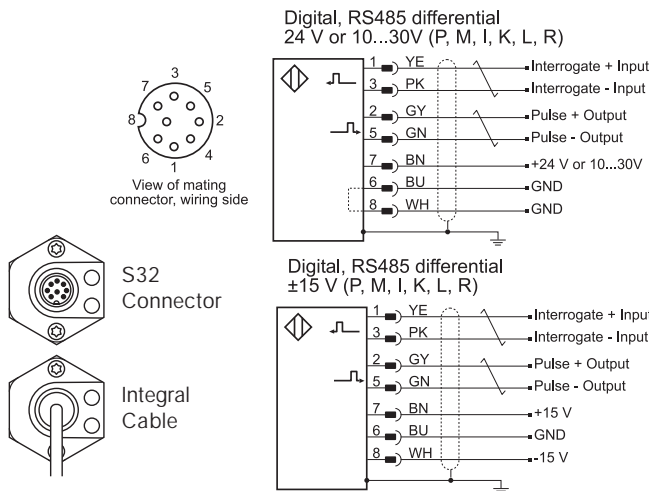 Digital, RS485 differential
24 V or 10...30V (P, M, I, K, L, R)
1 YE Interrogate + Input
3 PK Interrogate - Input
2 GY Pulse + Output
5 GN Pulse - Output
7 BN +24 V or 10...30V
6 BU GND
8 WH GND
3
7 5
8 2
6 4
1
View of mating
connector, wiring side
S32
Connector
Integral
Cable
Digital, RS485 differential
±15 V (P, M, I, K, L, R)
1 YE Interrogate + Input
3 PK Interrogate - Input
2 GY Pulse + Output
5 GN Pulse - Output
7 BN +15 V
6 BU GND
8 WH -15 V